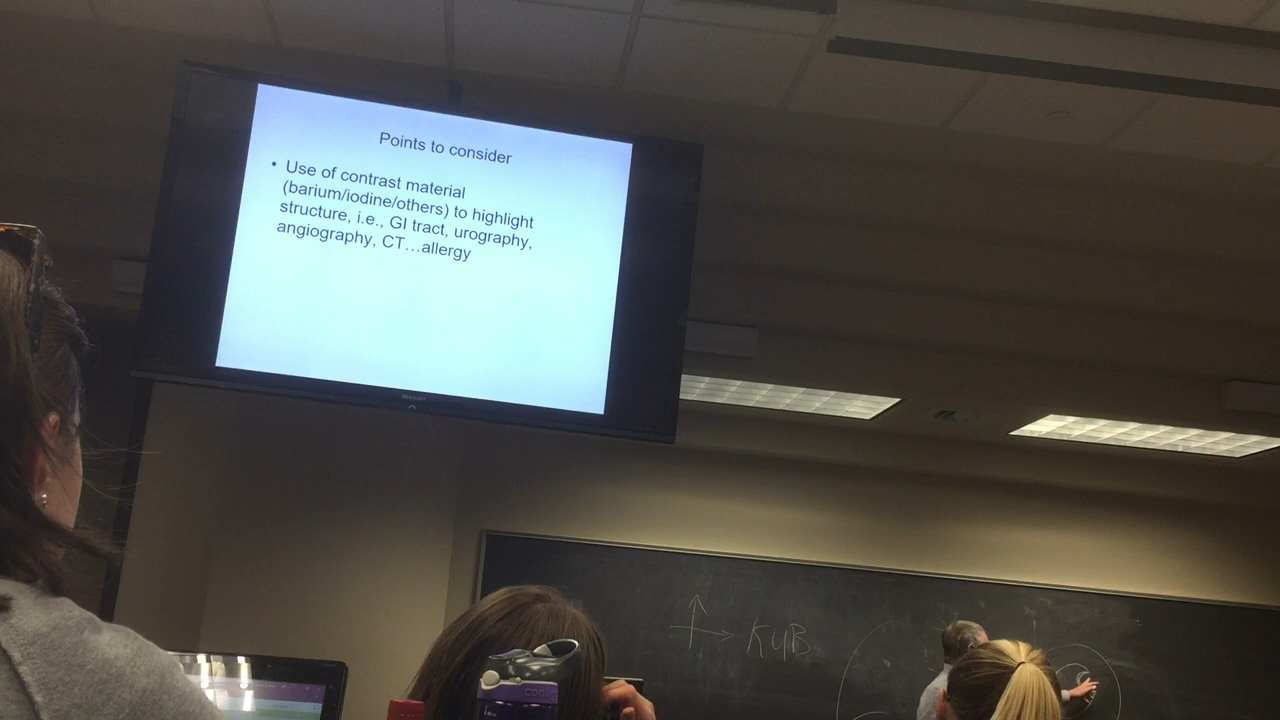 Points to consider
• Use of contrast material
(barium/iodine/others) to highlight
structure, i.e., GI tract, urography,
angiography, CT…allergy
SHARP
KUB